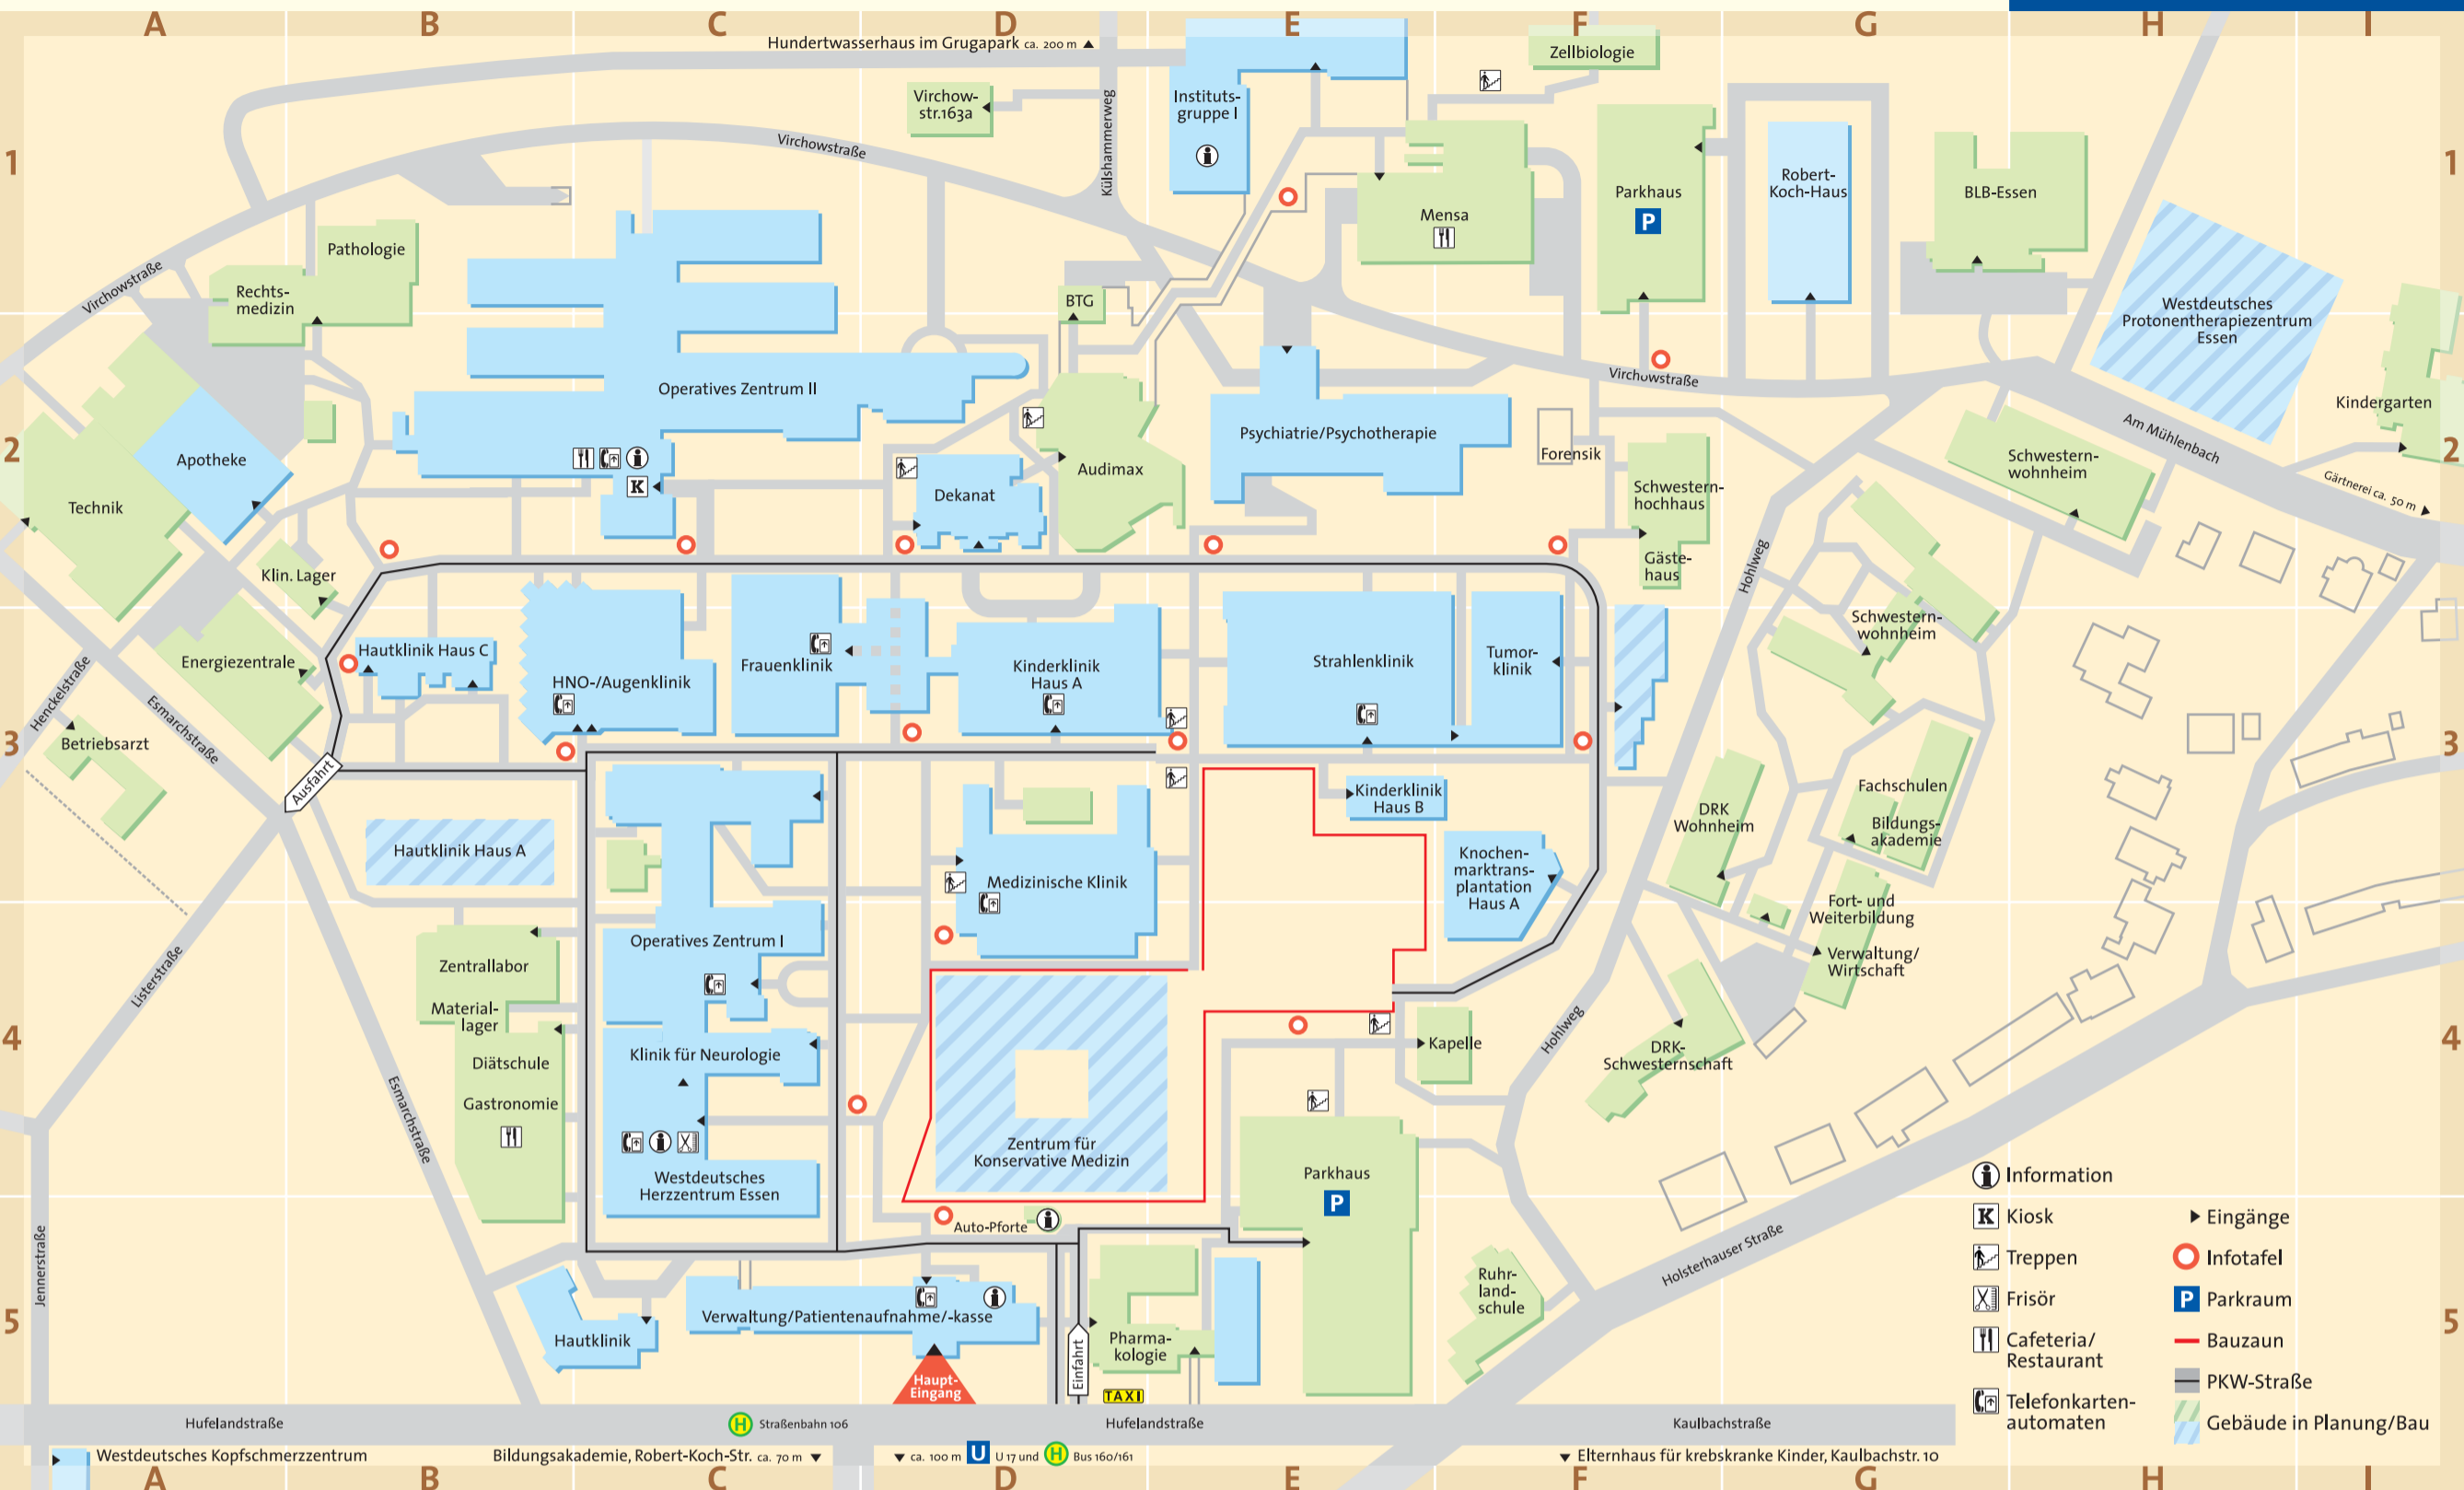 A
B
C
D
E
F
G
H
I
Hundertwasserhaus im Grugapark ca. 200 m
Zellbiologie
Virchow-
str.163a
Instituts-
gruppe I
Külshammerweg
Virchowstraße
1
1
Robert-
Koch-Haus
Parkhaus
P
BLB-Essen
Mensa
Pathologie
Virchowstraße
Rechts-
medizin
BTG
Westdeutsches
Protonentherapiezentrum
Essen
Virchowstraße
Operatives Zentrum II
Kindergarten
2
2
Am Mühlenbach
Psychiatrie/Psychotherapie
Forensik
Apotheke
K
Audimax
Schwestern-
wohnheim
Dekanat
Schwestern-
hochhaus
Gärtnerei ca. 50 m
Technik
Gäste-
haus
Hohlweg
Klin. Lager
Schwestern-
wohnheim
Hautklinik Haus C
Energiezentrale
HNO-/Augenklinik
Frauenklinik
Kinderklinik
Haus A
Strahlenklinik
Tumor-
klinik
Henckelstraße
Esmarchstraße
3
3
Betriebsarzt
Ausfahrt
Kinderklinik
Haus B
Fachschulen
DRK
Wohnheim
Bildungs-
akademie
Hautklinik Haus A
Knochen-
marktrans-
plantation
Haus A
Medizinische Klinik
Fort- und
Weiterbildung
Operatives Zentrum I
Verwaltung/
Wirtschaft
Zentrallabor
Listerstraße
Material-
lager
4
4
Hohlweg
Kapelle
DRK-
Schwesternschaft
Klinik für Neurologie
Diätschule
Gastronomie
Esmarchstraße
Zentrum für
Konservative Medizin
Parkhaus
P
Westdeutsches
Herzzentrum Essen
Auto-Pforte
Information
Kiosk
K
Treppen
Frisör
Cafeteria/
Restaurant
Telefonkarten-
automaten
Eingänge
Infotafel
P
Parkraum
Bauzaun
PKW-Straße
Gebäude in Planung/Bau
Jennerstraße
Holsterhauser Straße
5
5
Ruhr-
land-
schule
Verwaltung/Patientenaufnahme/-kasse
Hautklinik
Pharma-
kologie
Einfahrt
Haupt-
Eingang
TAXI
Hufelandstraße
H Straßenbahn 106
Hufelandstraße
Kaulbachstraße
Westdeutsches Kopfschmerzzentrum
Bildungsakademie, Robert-Koch-Str. ca. 70 m
ca. 100 m U U 17 und H Bus 160/161
Elternhaus für krebskranke Kinder, Kaulbachstr. 10
A
B
C
D
E
F
G
H
I